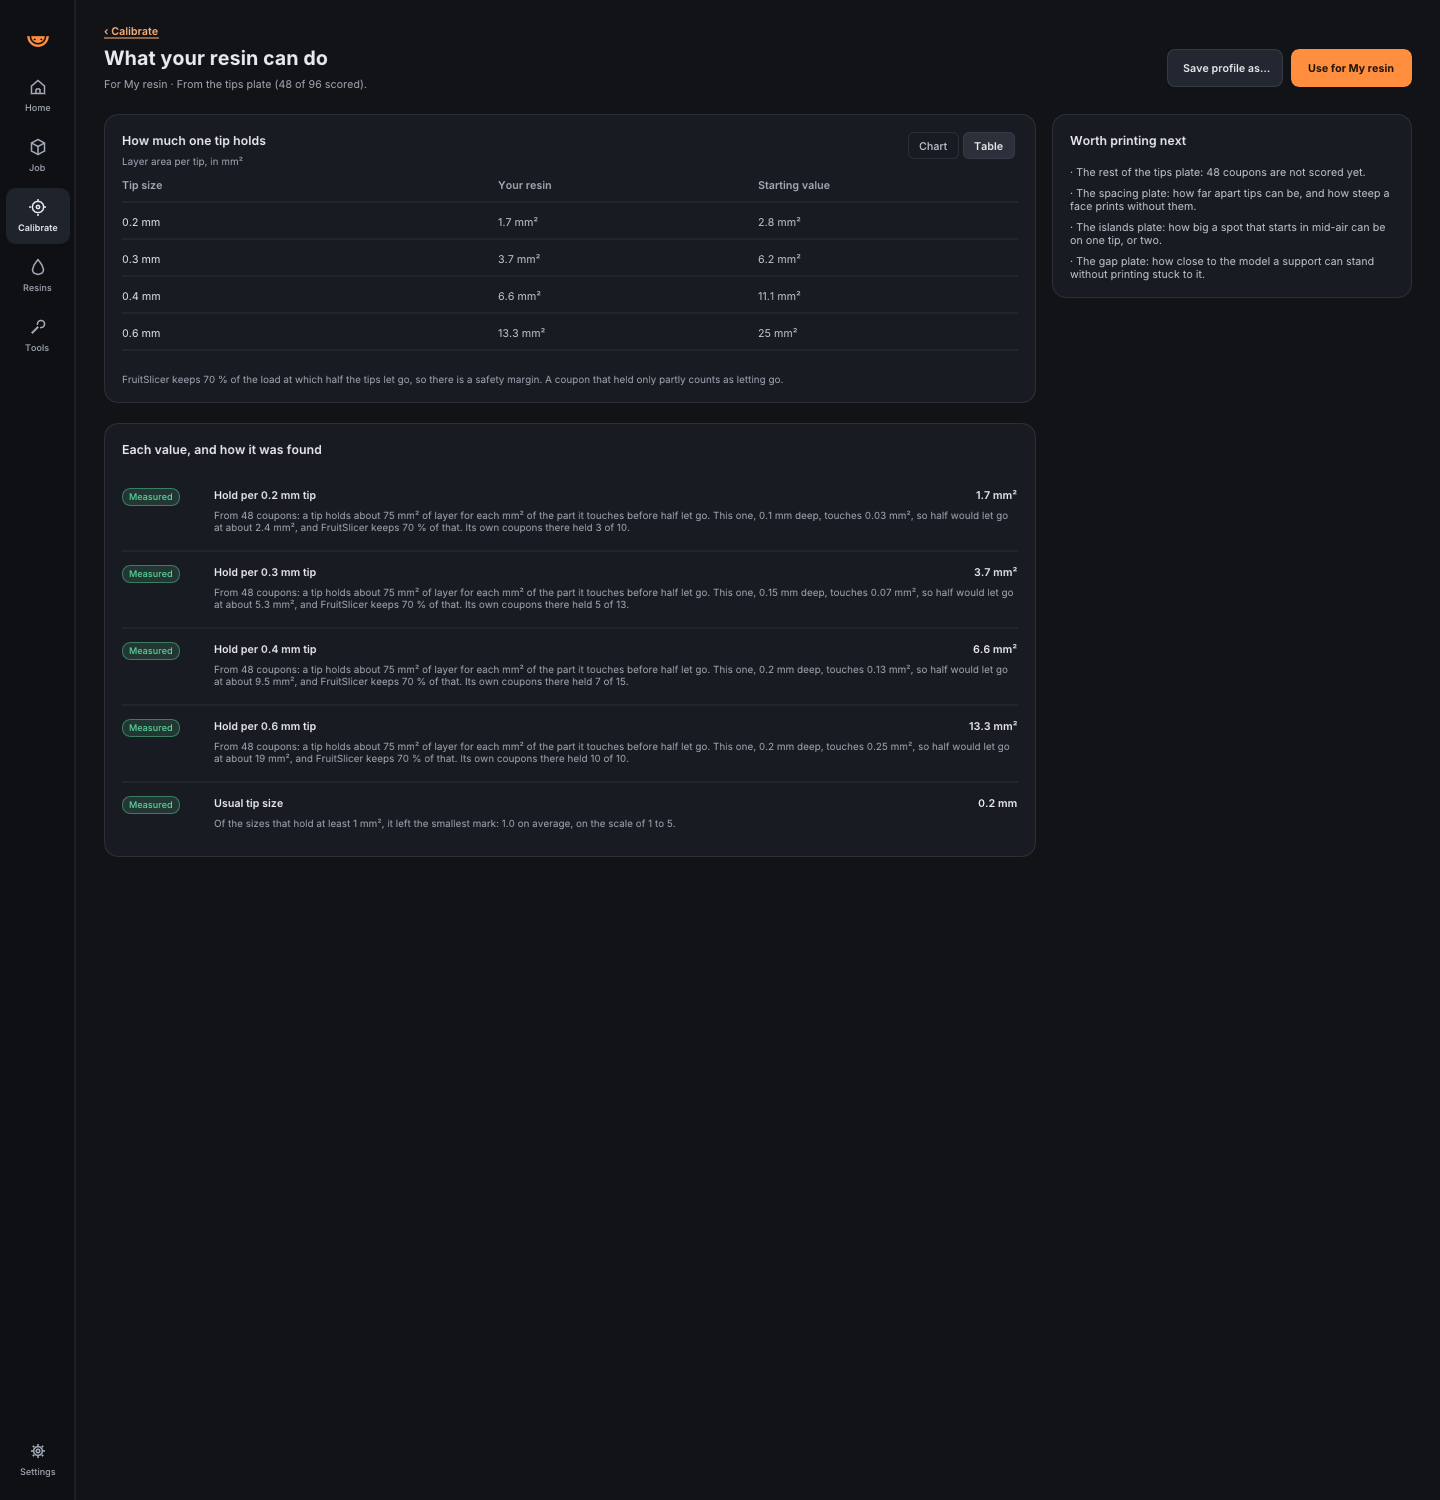 ‹ Calibrate
What your resin can do
For My resin · From the tips plate (48 of 96 scored).
Save profile as...
Use for My resin
Home
Job
Calibrate
Resins
Tools
Settings
How much one tip holds
Layer area per tip, in mm²
Chart
Table
Tip size Your resin Starting value
0.2 mm 1.7 mm² 2.8 mm²
0.3 mm 3.7 mm² 6.2 mm²
0.4 mm 6.6 mm² 11.1 mm²
0.6 mm 13.3 mm² 25 mm²
FruitSlicer keeps 70 % of the load at which half the tips let go, so there is a safety margin. A coupon that held only partly counts as letting go.
Worth printing next
· The rest of the tips plate: 48 coupons are not scored yet.
· The spacing plate: how far apart tips can be, and how steep a
face prints without them.
· The islands plate: how big a spot that starts in mid-air can be
on one tip, or two.
· The gap plate: how close to the model a support can stand
without printing stuck to it.
Each value, and how it was found
Measured Hold per 0.2 mm tip 1.7 mm²
From 48 coupons: a tip holds about 75 mm² of layer for each mm² of the part it touches before half let go. This one, 0.1 mm deep, touches 0.03 mm², so half would let go
at about 2.4 mm², and FruitSlicer keeps 70 % of that. Its own coupons there held 3 of 10.
Measured Hold per 0.3 mm tip 3.7 mm²
From 48 coupons: a tip holds about 75 mm² of layer for each mm² of the part it touches before half let go. This one, 0.15 mm deep, touches 0.07 mm², so half would let go
at about 5.3 mm², and FruitSlicer keeps 70 % of that. Its own coupons there held 5 of 13.
Measured Hold per 0.4 mm tip 6.6 mm²
From 48 coupons: a tip holds about 75 mm² of layer for each mm² of the part it touches before half let go. This one, 0.2 mm deep, touches 0.13 mm², so half would let go
at about 9.5 mm², and FruitSlicer keeps 70 % of that. Its own coupons there held 7 of 15.
Measured Hold per 0.6 mm tip 13.3 mm²
From 48 coupons: a tip holds about 75 mm² of layer for each mm² of the part it touches before half let go. This one, 0.2 mm deep, touches 0.25 mm², so half would let go
at about 19 mm², and FruitSlicer keeps 70 % of that. Its own coupons there held 10 of 10.
Measured Usual tip size 0.2 mm
Of the sizes that hold at least 1 mm², it left the smallest mark: 1.0 on average, on the scale of 1 to 5.